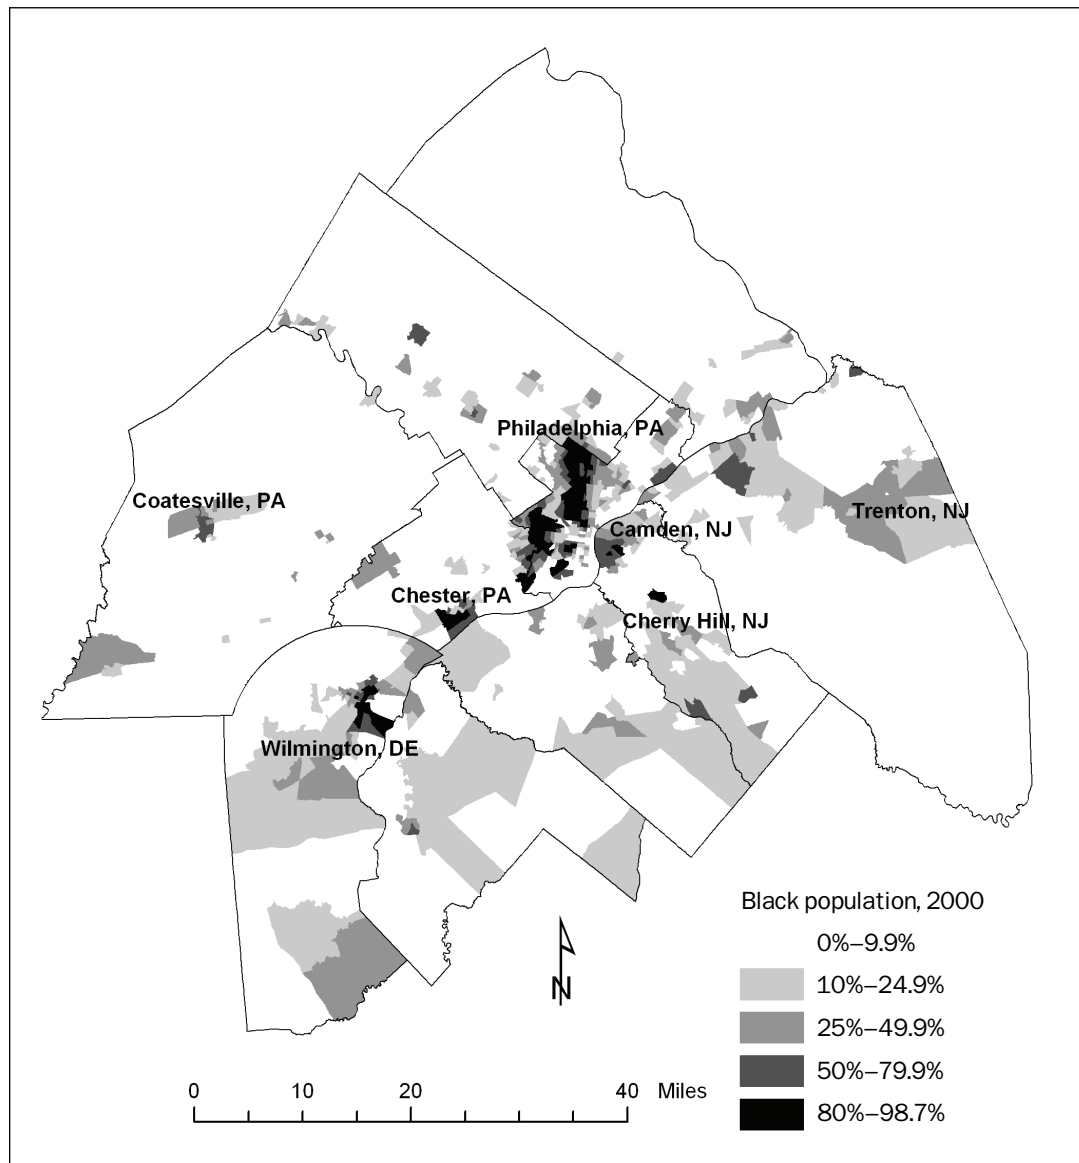 Philadelphia, PA
Coatesville, PA
Trenton, NJ
Camden, NJ
Chester, PA
Cherry Hill, NJ
Wilmington, DE
Black population, 2000
0%–9.9%
10%–24.9%
25%–49.9%
50%–79.9%
80%–98.7%
N
0 10 20 40 Miles